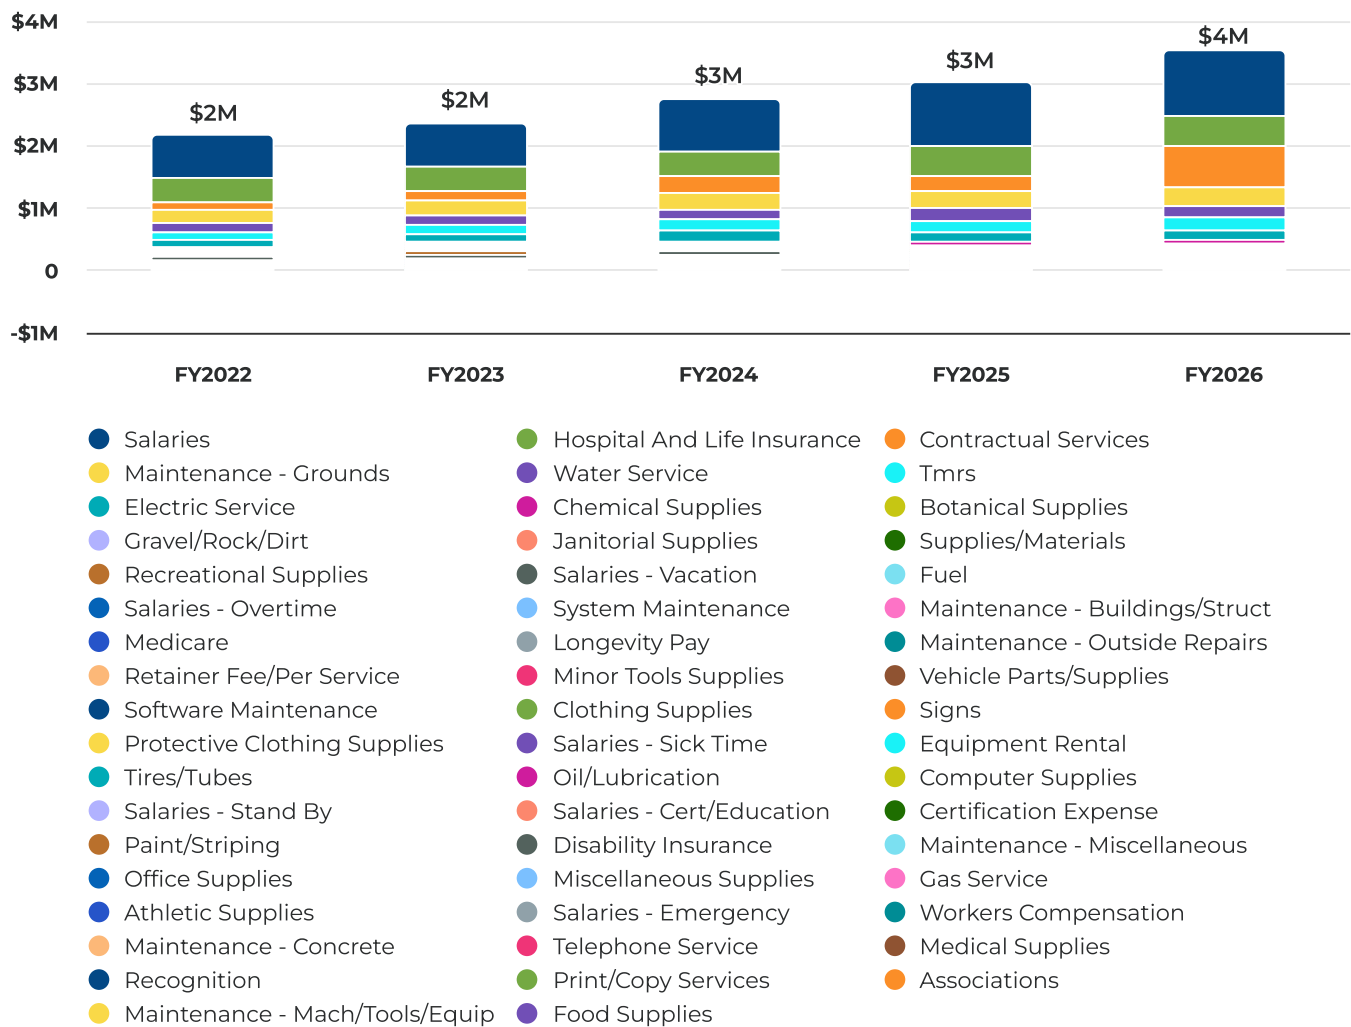 $4M
$3M
$2M
$1M
0
-$1M
$2M
$2M
$3M
$3M
$4M
FY2022 FY2023 FY2024 FY2025 FY2026
Salaries Hospital And Life Insurance Contractual Services
Maintenance - Grounds Water Service Tmrs
Electric Service Chemical Supplies Botanical Supplies
Gravel/Rock/Dirt Janitorial Supplies Supplies/Materials
Recreational Supplies Salaries - Vacation Fuel
Salaries - Overtime System Maintenance Maintenance - Buildings/Struct
Medicare Longevity Pay Maintenance - Outside Repairs
Retainer Fee/Per Service Minor Tools Supplies Vehicle Parts/Supplies
Software Maintenance Clothing Supplies Signs
Protective Clothing Supplies Salaries - Sick Time Equipment Rental
Tires/Tubes Oil/Lubrication Computer Supplies
Salaries - Stand By Salaries - Cert/Education Certification Expense
Paint/Striping Disability Insurance Maintenance - Miscellaneous
Office Supplies Miscellaneous Supplies Gas Service
Athletic Supplies Salaries - Emergency Workers Compensation
Maintenance - Concrete Telephone Service Medical Supplies
Recognition Print/Copy Services Associations
Maintenance - Mach/Tools/Equip Food Supplies